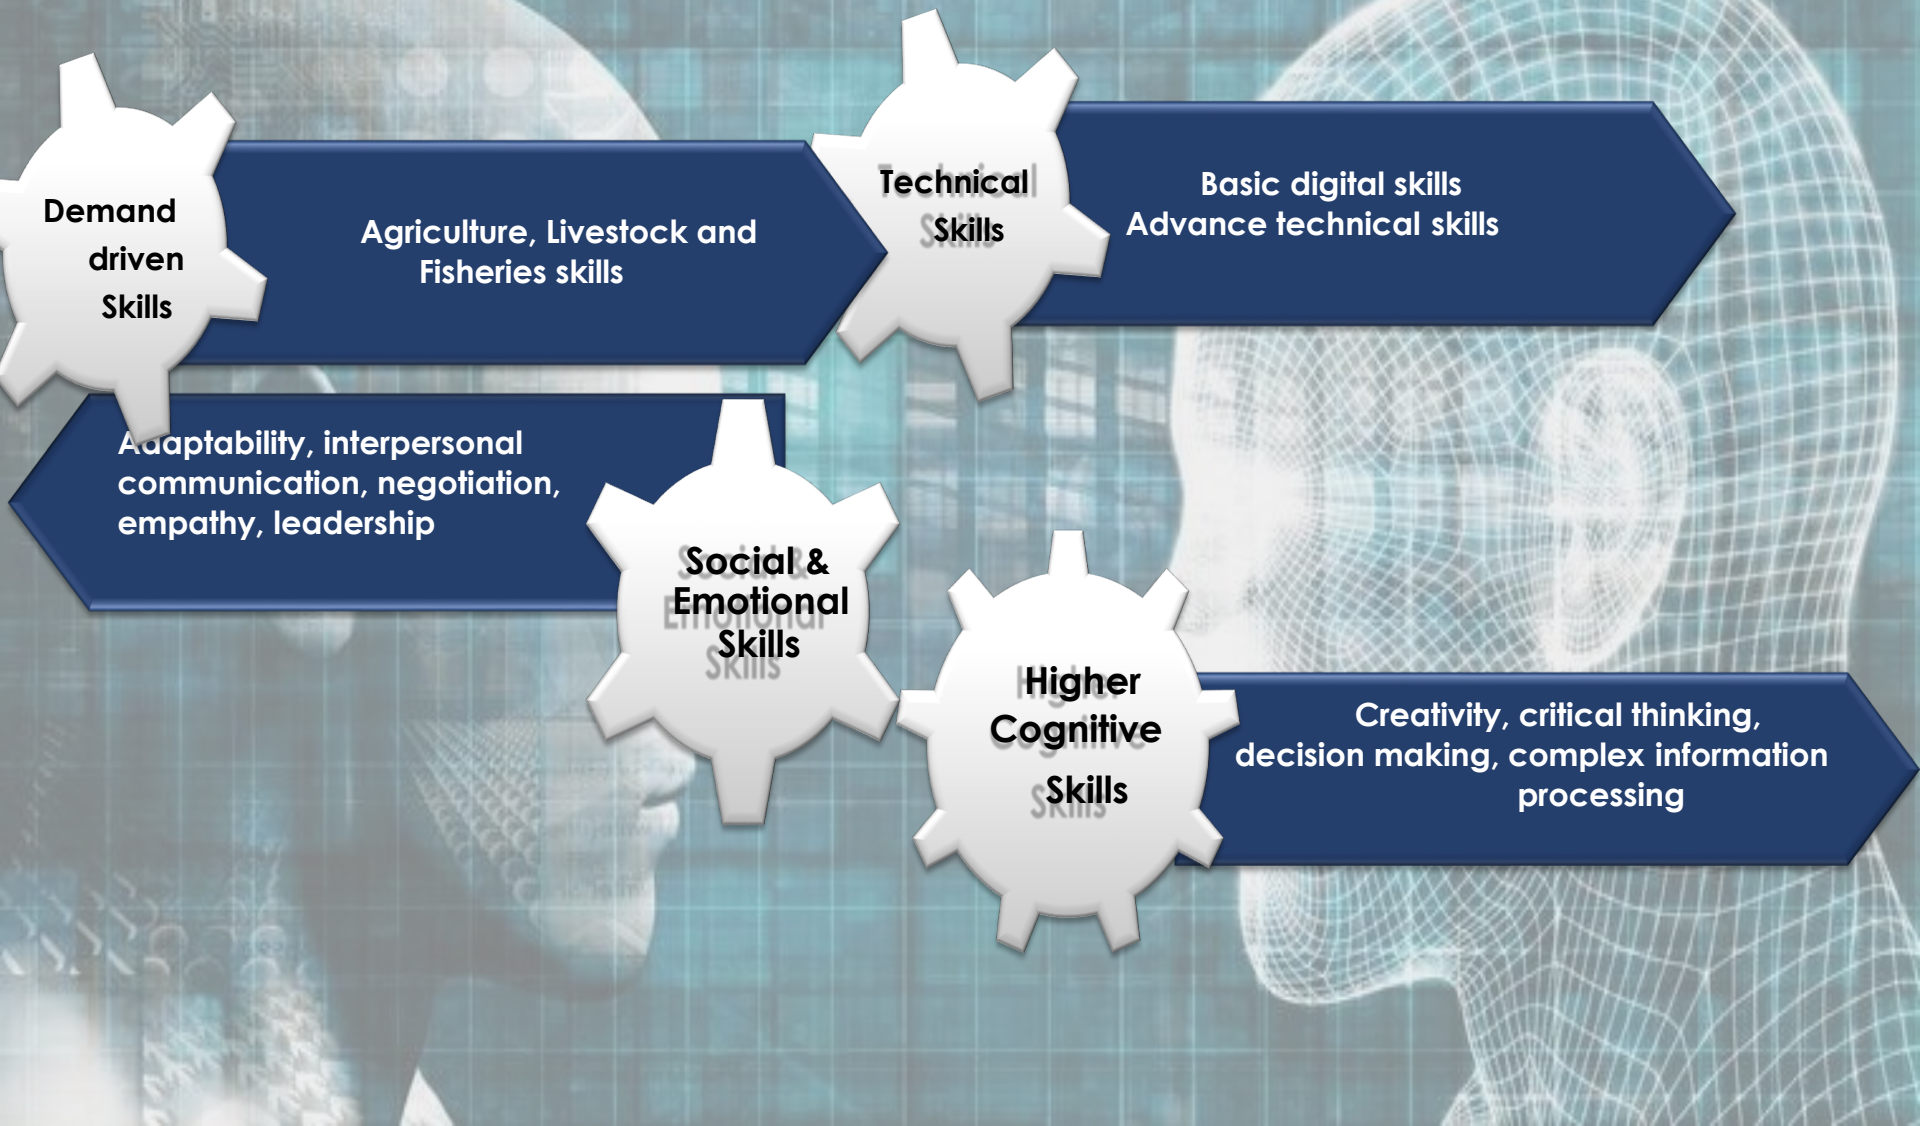 Demand
driven
Skills
Agriculture, Livestock and
Fisheries skills
Technical
Skills
Basic digital skills
Advance technical skills
Adaptability, interpersonal
communication, negotiation,
empathy, leadership
Social &
Emotional
Skills
Higher
Cognitive
Skills
Creativity, critical thinking,
decision making, complex information
processing